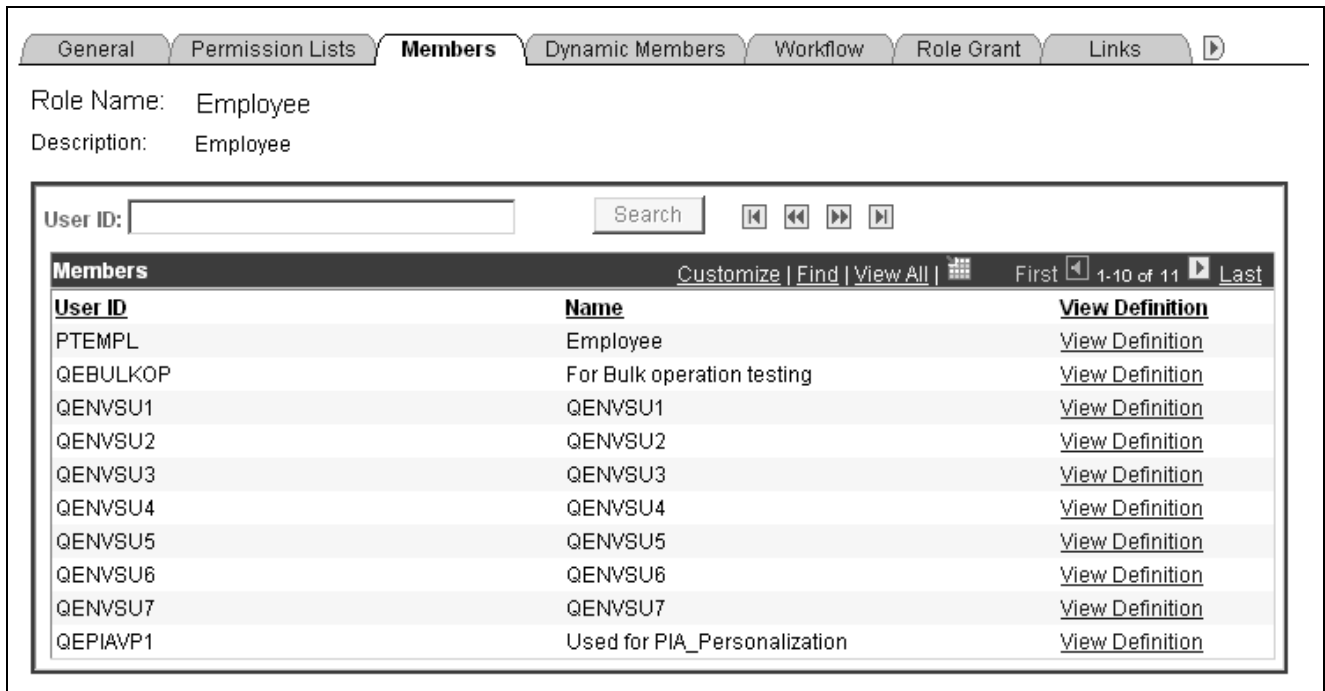 General Permission Lists Members Dynamic Members Workflow Role Grant Links
Role Name: Employee
Description: Employee
User ID: Search
Members Customize | Find | View All | First 1-10 of 11 Last
User ID Name View Definition
PTEMPL Employee View Definition
QEBULKOP For Bulk operation testing View Definition
QENVSU1 QENVSU1 View Definition
QENVSU2 QENVSU2 View Definition
QENVSU3 QENVSU3 View Definition
QENVSU4 QENVSU4 View Definition
QENVSU5 QENVSU5 View Definition
QENVSU6 QENVSU6 View Definition
QENVSU7 QENVSU7 View Definition
QEPIAVP1 Used for PIA_Personalization View Definition